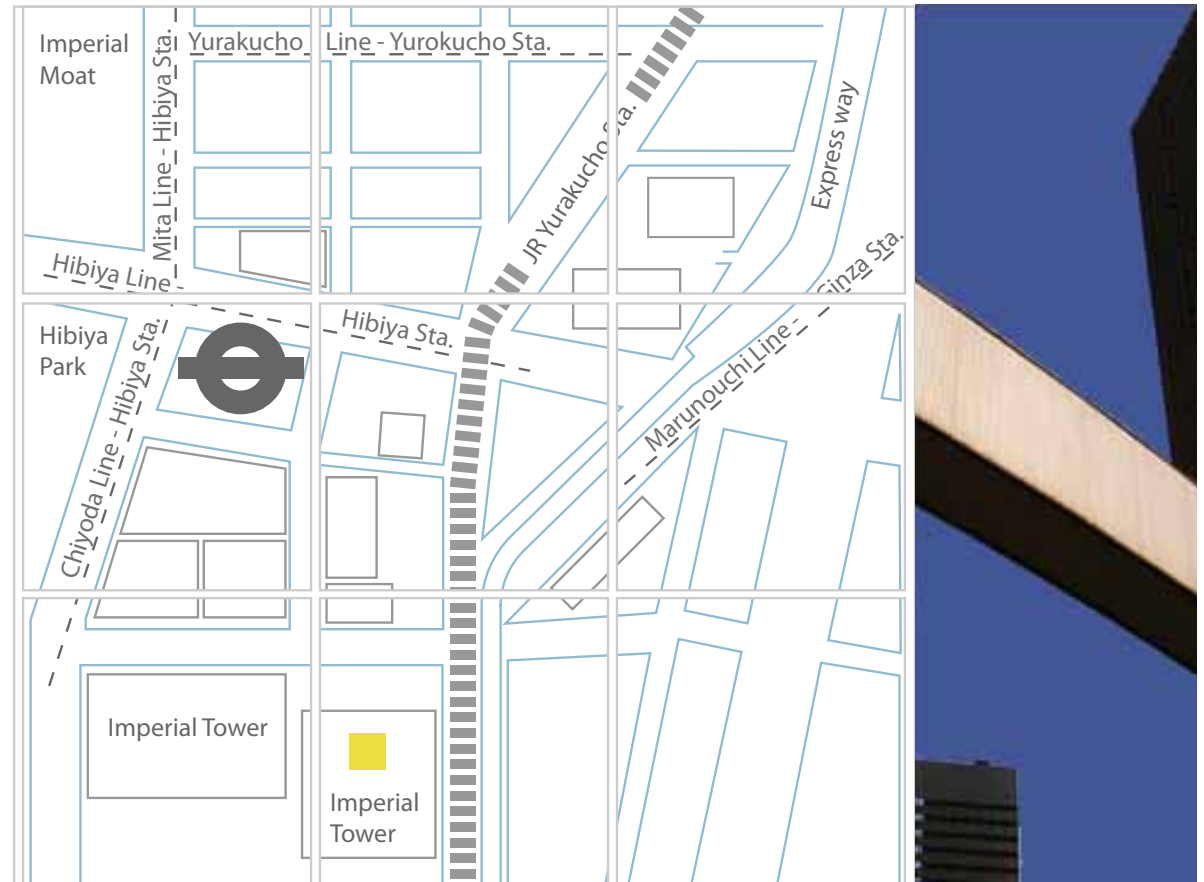 Imperial
Moat
Mita Line - Hibiya Sta.
Yurakucho Line - Yurokucho Sta.
JR Yurakucho Sta.
Express way
Hibiya Line -
Hibiya Sta.
Hibiya
Park
Chiyoda Line - Hibiya Sta.
Marunouchi Line - Ginza Sta.
Imperial Tower
Imperial
Tower